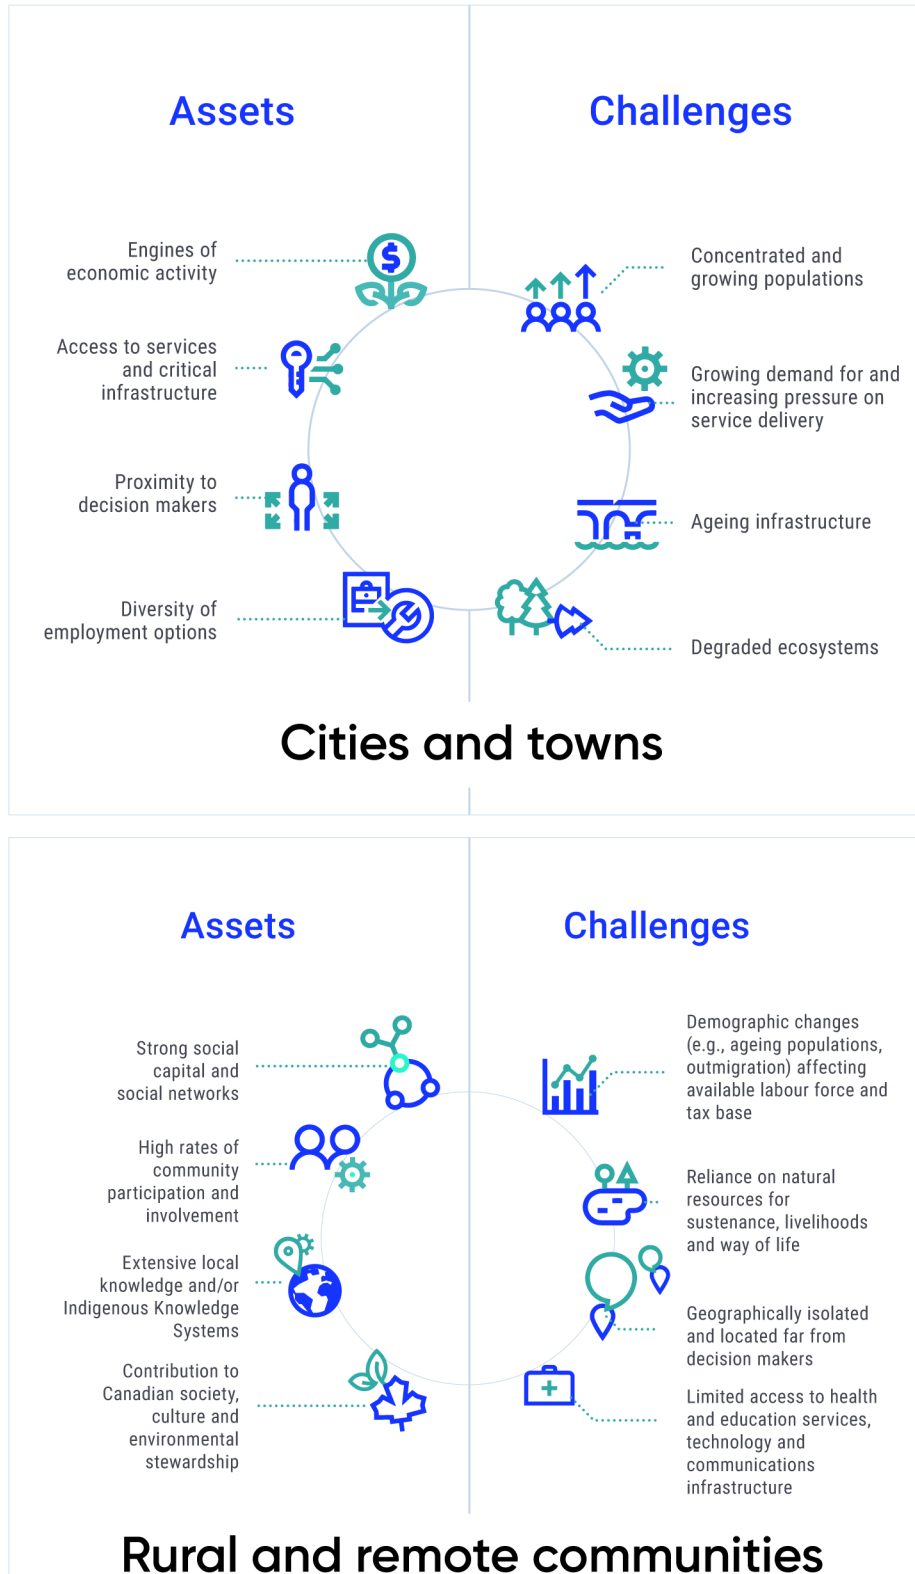 Assets
Challenges
Engines of
economic activity
Access to services
and critical
infrastructure
Proximity to
decision makers
Diversity of
employment options
Concentrated and
growing populations
Growing demand for and
increasing pressure on
service delivery
Ageing infrastructure
Degraded ecosystems
Cities and towns
Assets
Challenges
Strong social
capital and
social networks
High rates of
community
participation and
involvement
Extensive local
knowledge and/or
Indigenous Knowledge
Systems
Contribution to
Canadian society,
culture and
environmental
stewardship
Demographic changes
(e.g., ageing populations,
outmigration) affecting
available labour force and
tax base
Reliance on natural
resources for
sustenance, livelihoods
and way of life
Geographically isolated
and located far from
decision makers
Limited access to health
and education services,
technology and
communications
infrastructure
Rural and remote communities